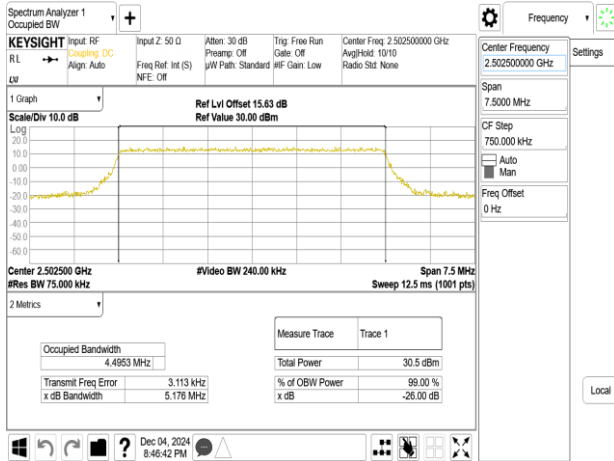 Spectrum Analyzer 1
Occupied BW
KEYSIGHT
RL
LXI
Input: RF
Coupling: DC
Align: Auto
Input Z: 50 Ω
Freq Ref: Int (S)
NFE: Off
Atten: 30 dB
Preamp: Off
µW Path: Standard
Trig: Free Run
Gate: Off
#IF Gain: Low
Center Freq: 2.502500000 GHz
Avg|Hold: 10/10
Radio Std: None
1 Graph
Scale/Div 10.0 dB
Ref Lvl Offset 15.63 dB
Ref Value 30.00 dBm
Log
20.0
10.0
0.00
-10.0
-20.0
-30.0
-40.0
-50.0
-60.0
Center 2.502500 GHz
#Video BW 240.00 kHz
Span 7.5 MHz
#Res BW 75.000 kHz
Sweep 12.5 ms (1001 pts)
2 Metrics
Measure Trace Trace 1
Occupied Bandwidth
4.4953 MHz
Total Power 30.5 dBm
Transmit Freq Error 3.113 kHz
% of OBW Power 99.00 %
x dB Bandwidth 5.176 MHz
x dB -26.00 dB
Dec 04, 2024
8:46:42 PM
Frequency
Center Frequency
2.502500000 GHz
Settings
Span
7.5000 MHz
CF Step
750.000 kHz
Auto
Man
Freq Offset
0 Hz
Local